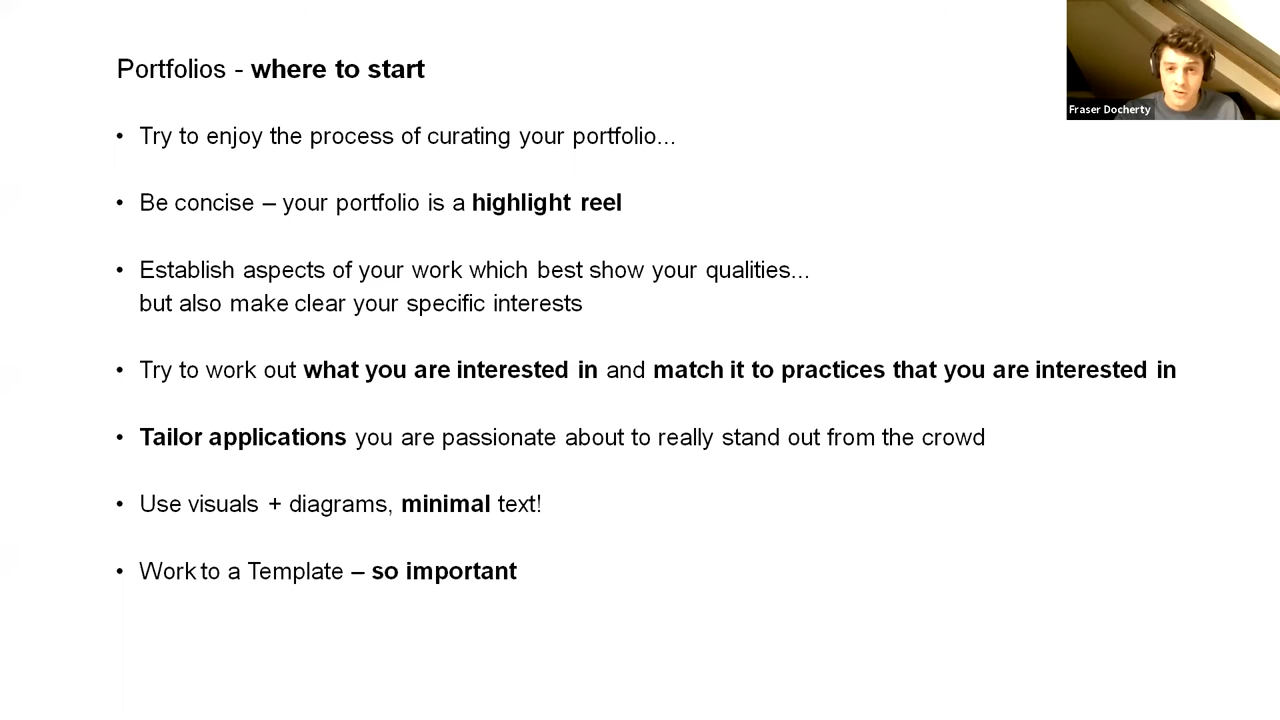 Portfolios - where to start
Fraser Docherty
• Try to enjoy the process of curating your portfolio...
• Be concise – your portfolio is a highlight reel
• Establish aspects of your work which best show your qualities...
but also make clear your specific interests
• Try to work out what you are interested in and match it to practices that you are interested in
• Tailor applications you are passionate about to really stand out from the crowd
• Use visuals + diagrams, minimal text!
• Work to a Template – so important